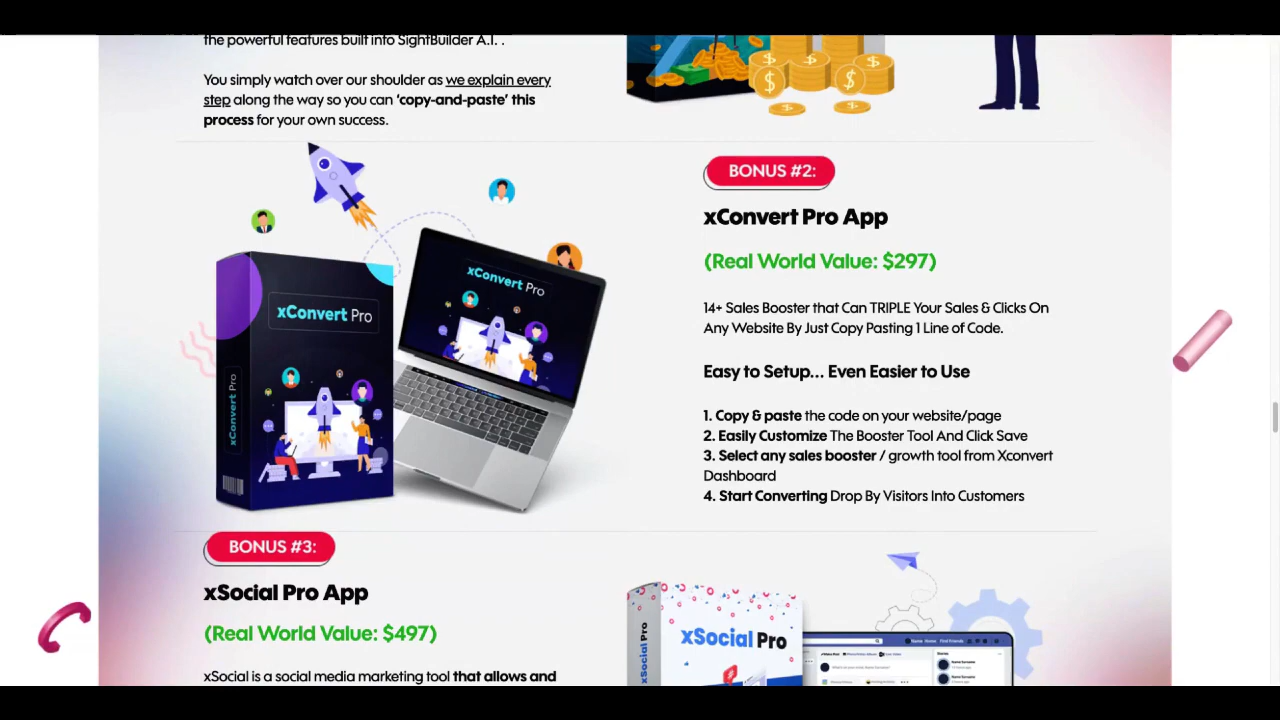 the powerful features built into SightBuilder A.I. .
You simply watch over our shoulder as we explain every
step along the way so you can ‘copy-and-paste’ this
process for your own success.
BONUS #2:
xConvert Pro App
(Real World Value: $297)
14+ Sales Booster that Can TRIPLE Your Sales & Clicks On
Any Website By Just Copy Pasting 1 Line of Code.
Easy to Setup... Even Easier to Use
1. Copy & paste the code on your website/page
2. Easily Customize The Booster Tool And Click Save
3. Select any sales booster / growth tool from Xconvert
Dashboard
4. Start Converting Drop By Visitors Into Customers
xConvert Pro
xConvert Pro
xConvert Pro
BONUS #3:
xSocial Pro App
(Real World Value: $497)
xSocial is a social media marketing tool that allows and
xSocial Pro
xSocial Pro